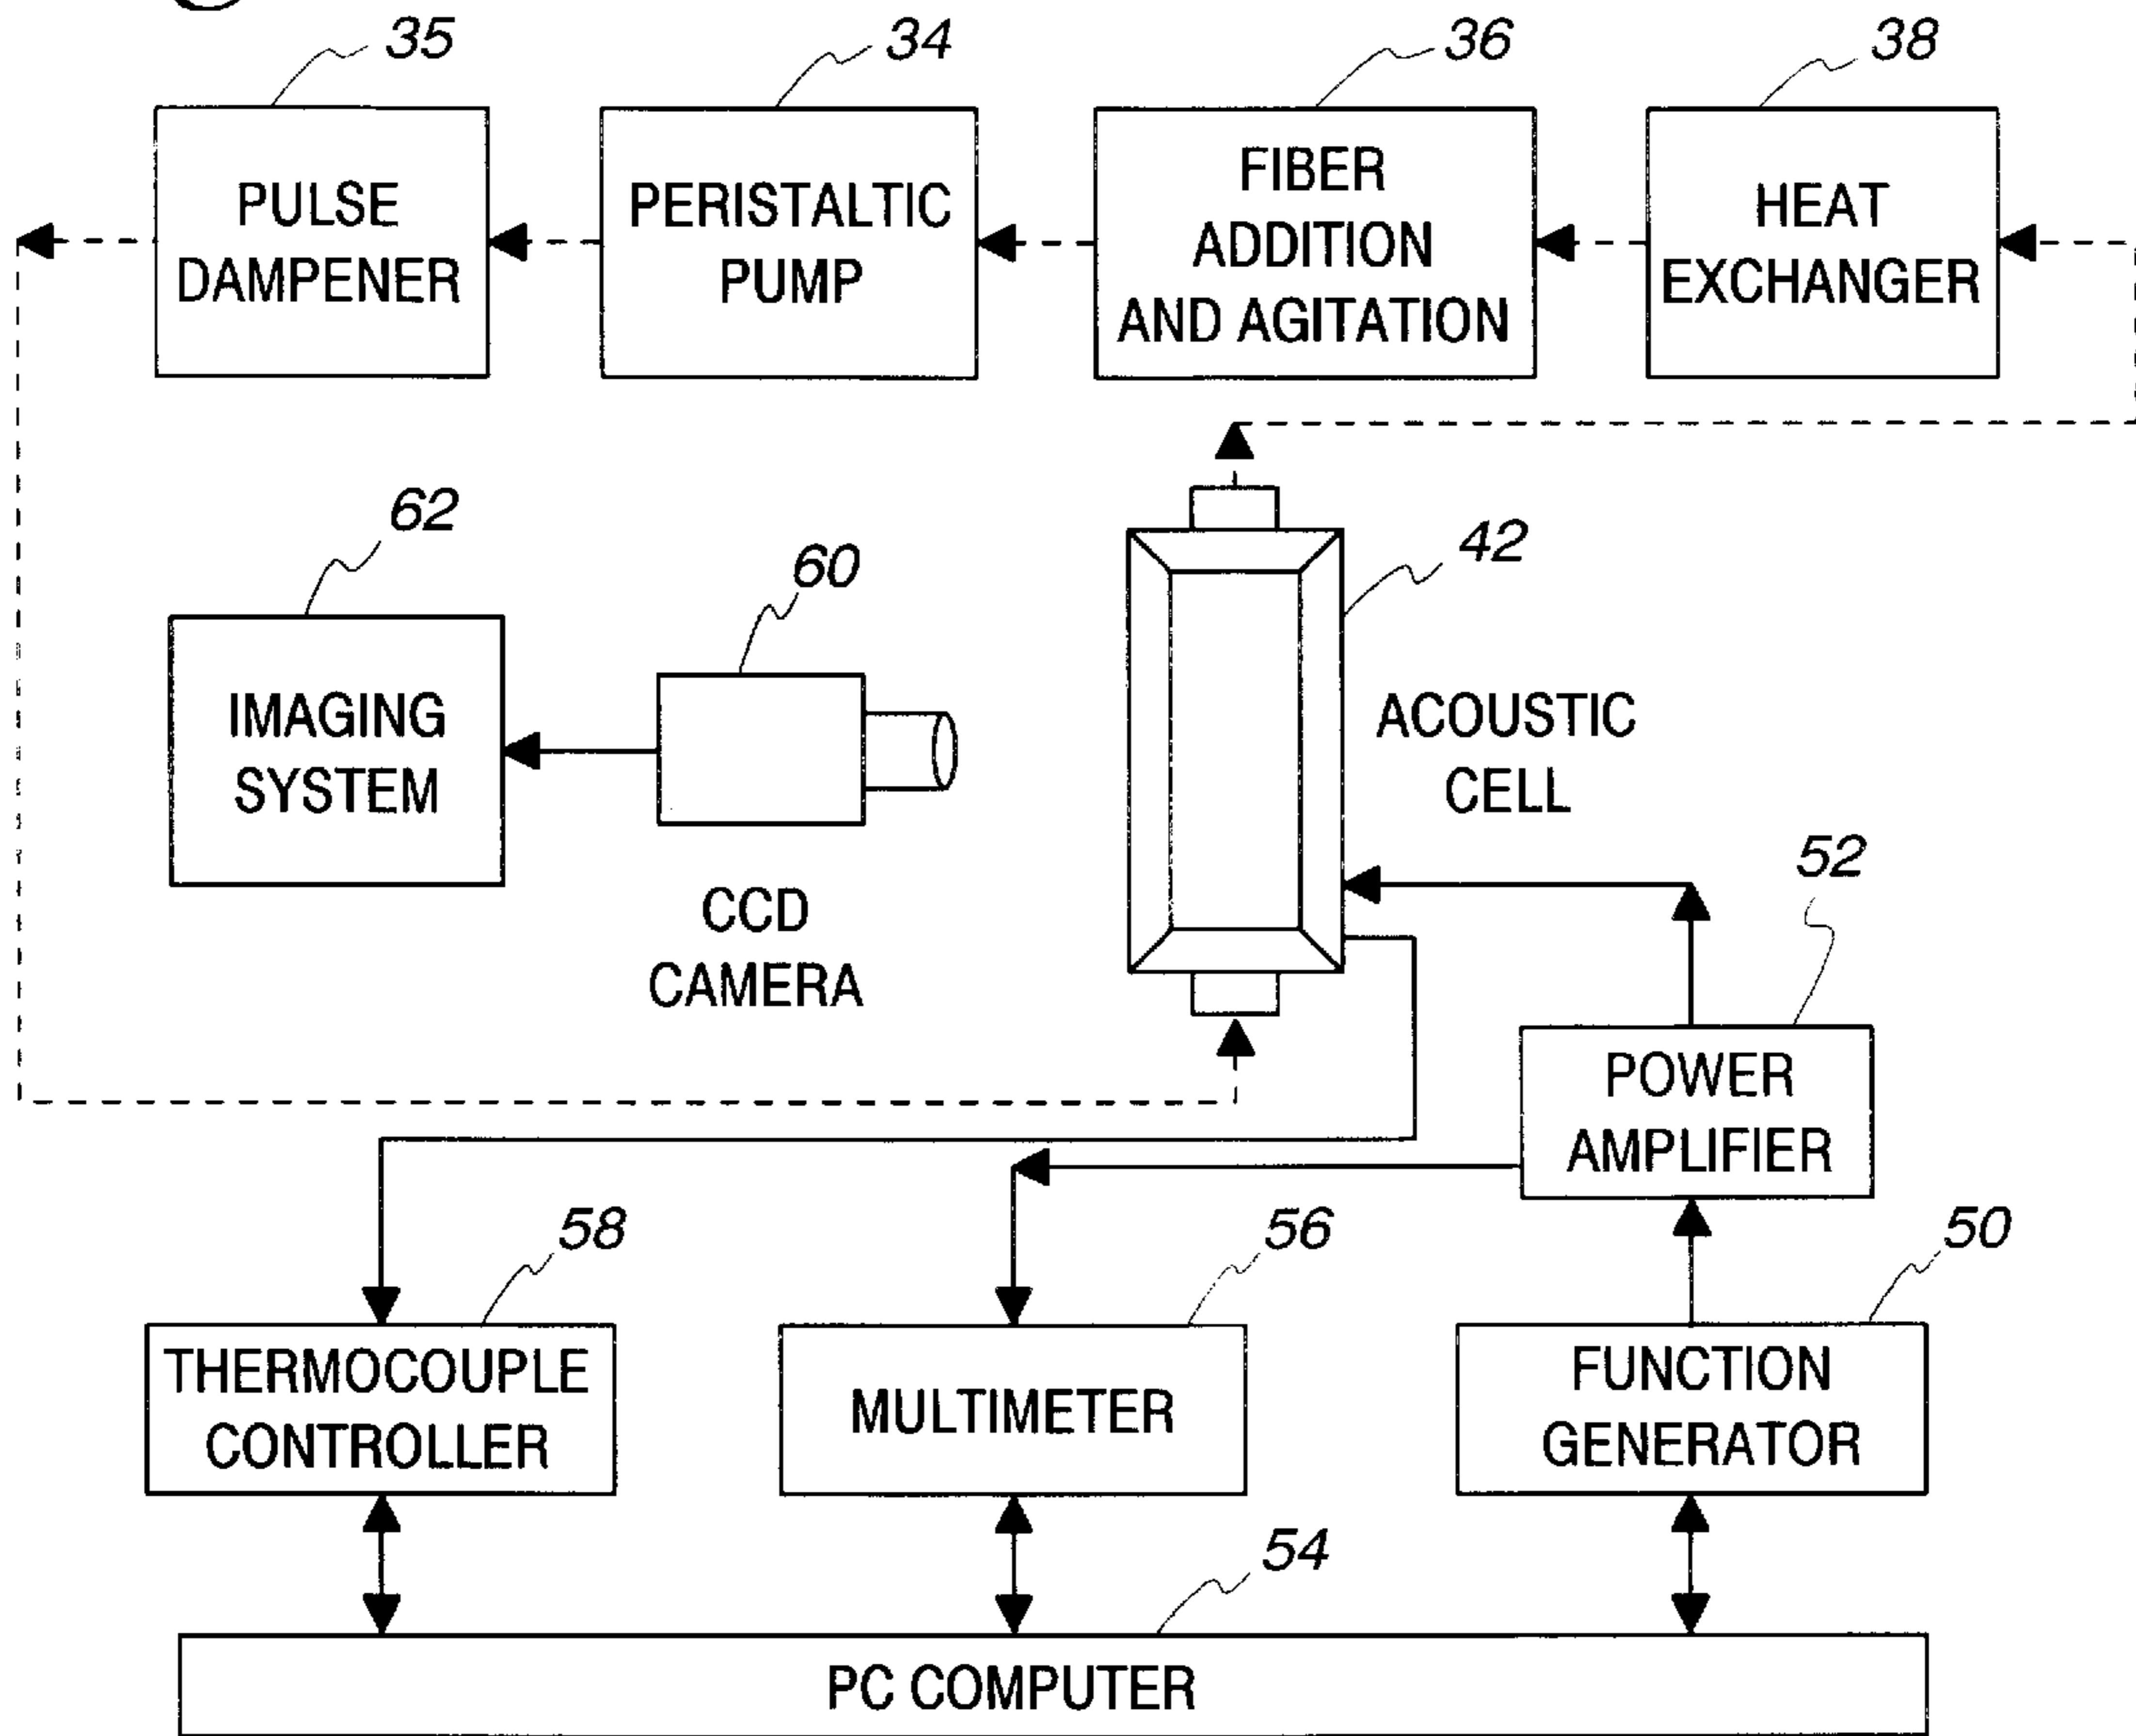 35
34
36
38
PULSE
DAMPENER
PERISTALTIC
PUMP
FIBER
ADDITION
AND AGITATION
HEAT
EXCHANGER
62
60
42
IMAGING
SYSTEM
CCD
CAMERA
ACOUSTIC
CELL
52
POWER
AMPLIFIER
58
56
50
THERMOCOUPLE
CONTROLLER
MULTIMETER
FUNCTION
GENERATOR
54
PC COMPUTER